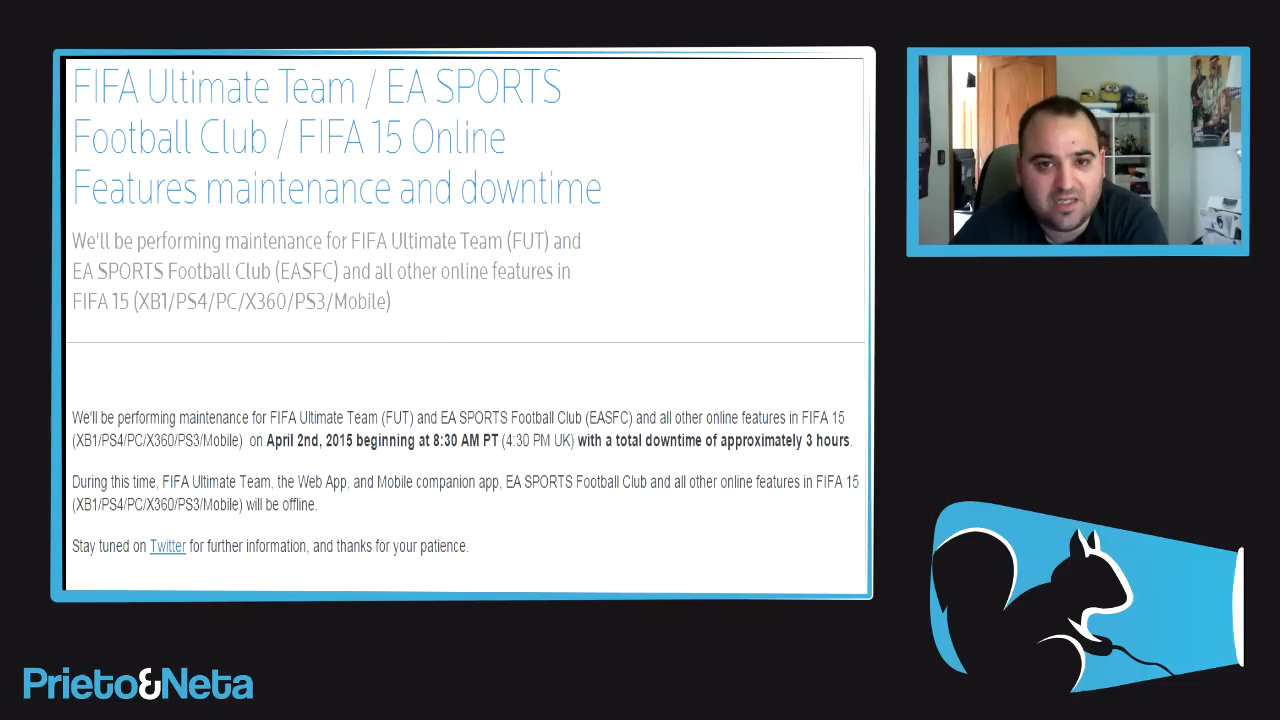 FIFA Ultimate Team / EA SPORTS
Football Club / FIFA 15 Online
Features maintenance and downtime
We'll be performing maintenance for FIFA Ultimate Team (FUT) and
EA SPORTS Football Club (EASFC) and all other online features in
FIFA 15 (XB1/PS4/PC/X360/PS3/Mobile)
We'll be performing maintenance for FIFA Ultimate Team (FUT) and EA SPORTS Football Club (EASFC) and all other online features in FIFA 15
(XB1/PS4/PC/X360/PS3/Mobile) on April 2nd, 2015 beginning at 8:30 AM PT (4:30 PM UK) with a total downtime of approximately 3 hours.
During this time, FIFA Ultimate Team, the Web App, and Mobile companion app, EA SPORTS Football Club and all other online features in FIFA 15
(XB1/PS4/PC/X360/PS3/Mobile) will be offline.
Stay tuned on Twitter for further information, and thanks for your patience.
Prieto&Neta